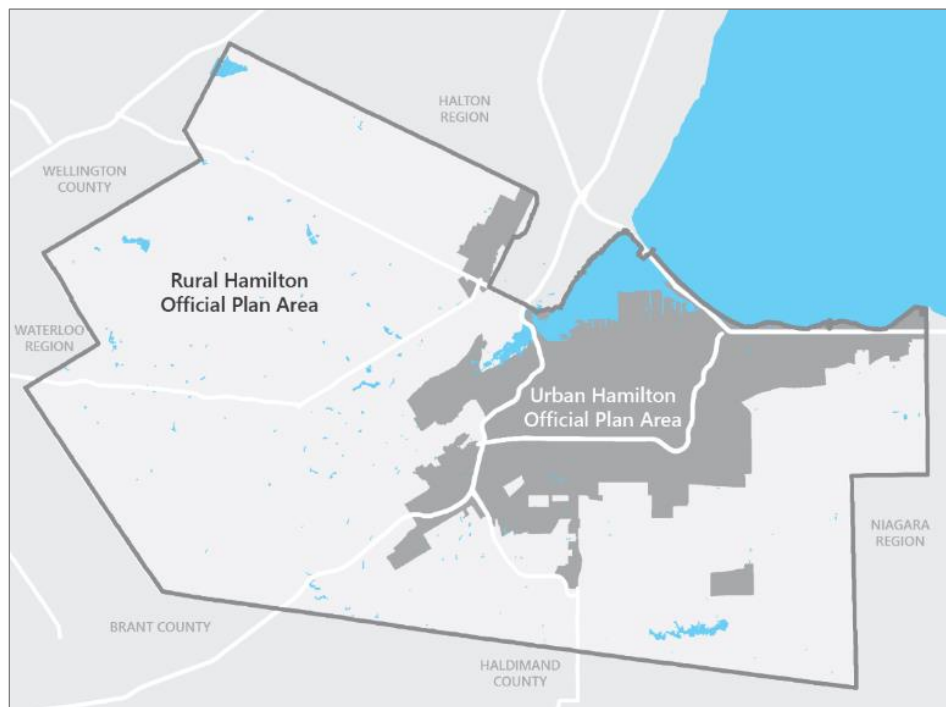 HALTON
REGION
WELLINGTON
COUNTY
Rural Hamilton
Official Plan Area
WATERLOO
REGION
Urban Hamilton
Official Plan Area
NIAGARA
REGION
BRANT COUNTY
HALDIMAND
COUNTY